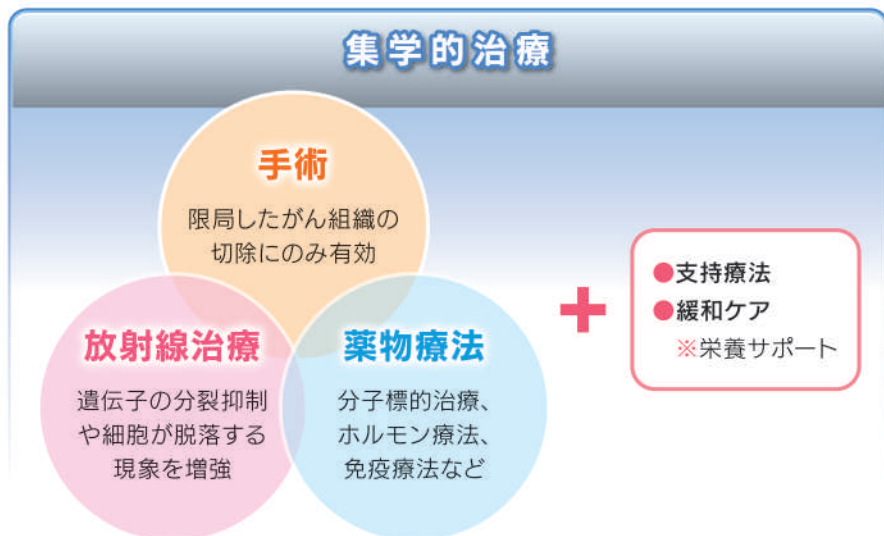 集学的治療
手術
限局したがん組織の
切除にのみ有効
放射線治療
遺伝子の分裂抑制
や細胞が脱落する
現象を増強
薬物療法
分子標的治療、
ホルモン療法、
免疫療法など
+
●支持療法
●緩和ケア
※栄養サポート